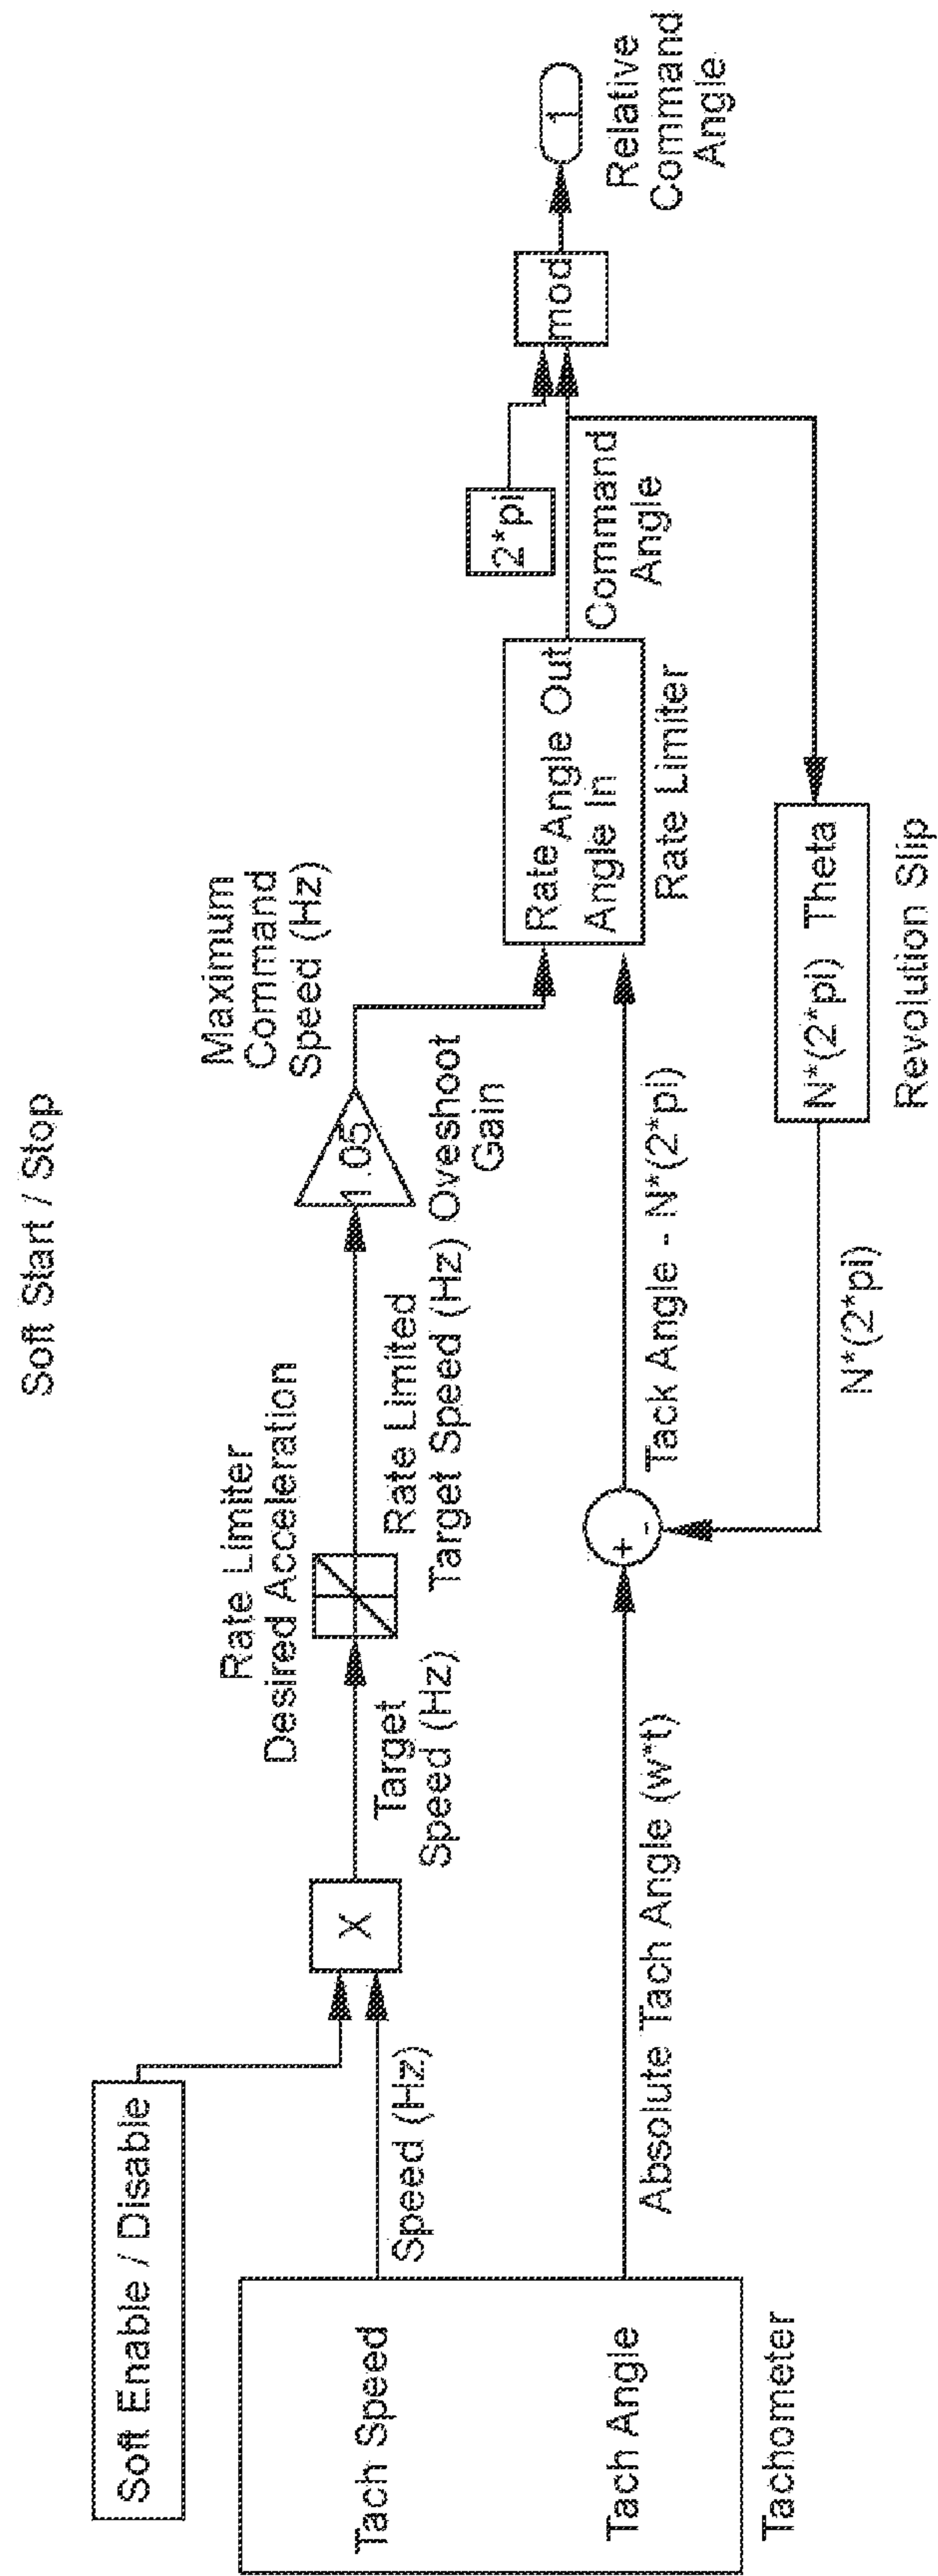 Soft Start / Stop
Soft Enable / Disable
Tach Speed
Tach Angle
Tachometer
Speed (Hz)
X
Target
Speed (Hz)
Rate Limiter
Desired Acceleration
Rate Limited
Target Speed (Hz)
1.05
Oveshoot
Gain
Maximum
Command
Speed (Hz)
Absolute Tach Angle (w*t)
+
-
Tack Angle - N*(2*pi)
N*(2*pi)
Rate
Angle Out
Angle In
Rate Limiter
N*(2*pi) Theta
Revolution Slip
Command
Angle
2*pi
mod
1
Relative
Command
Angle